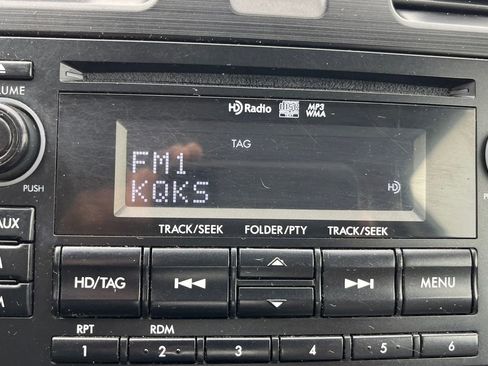 HD Radio MP3 WMA
TAG
FM1
KQKS
HD
PUSH
TRACK/SEEK FOLDER/PTY TRACK/SEEK
HD/TAG MENU
RPT RDM
1 2 3 4 5 6